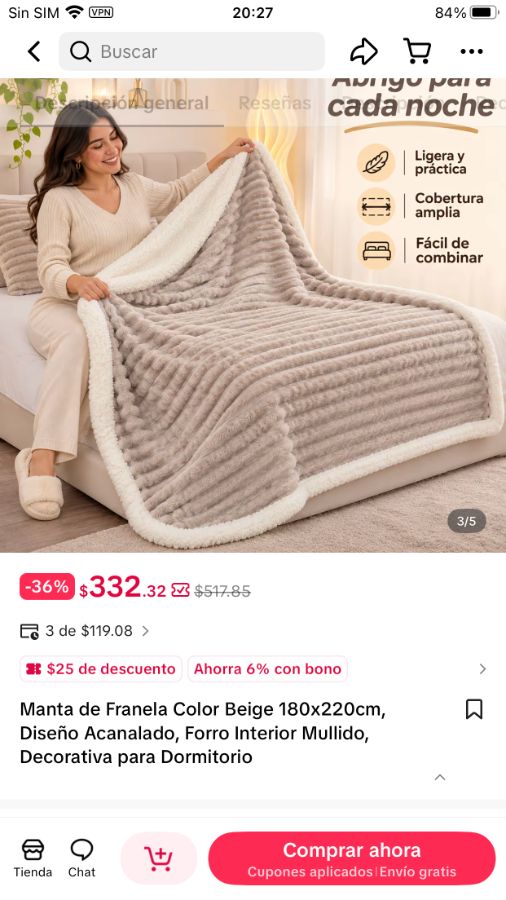 Sin SIM VPN 20:27 84%
Buscar
Descripción general Reseñas
Abrigo para
cada noche
Ligera y
práctica
Cobertura
amplia
Fácil de
combinar
3/5
-36% $332.32 $517.85
3 de $119.08
$25 de descuento Ahorra 6% con bono
Manta de Franela Color Beige 180x220cm,
Diseño Acanalado, Forro Interior Mullido,
Decorativa para Dormitorio
Tienda Chat
Comprar ahora
Cupones aplicados Envío gratis